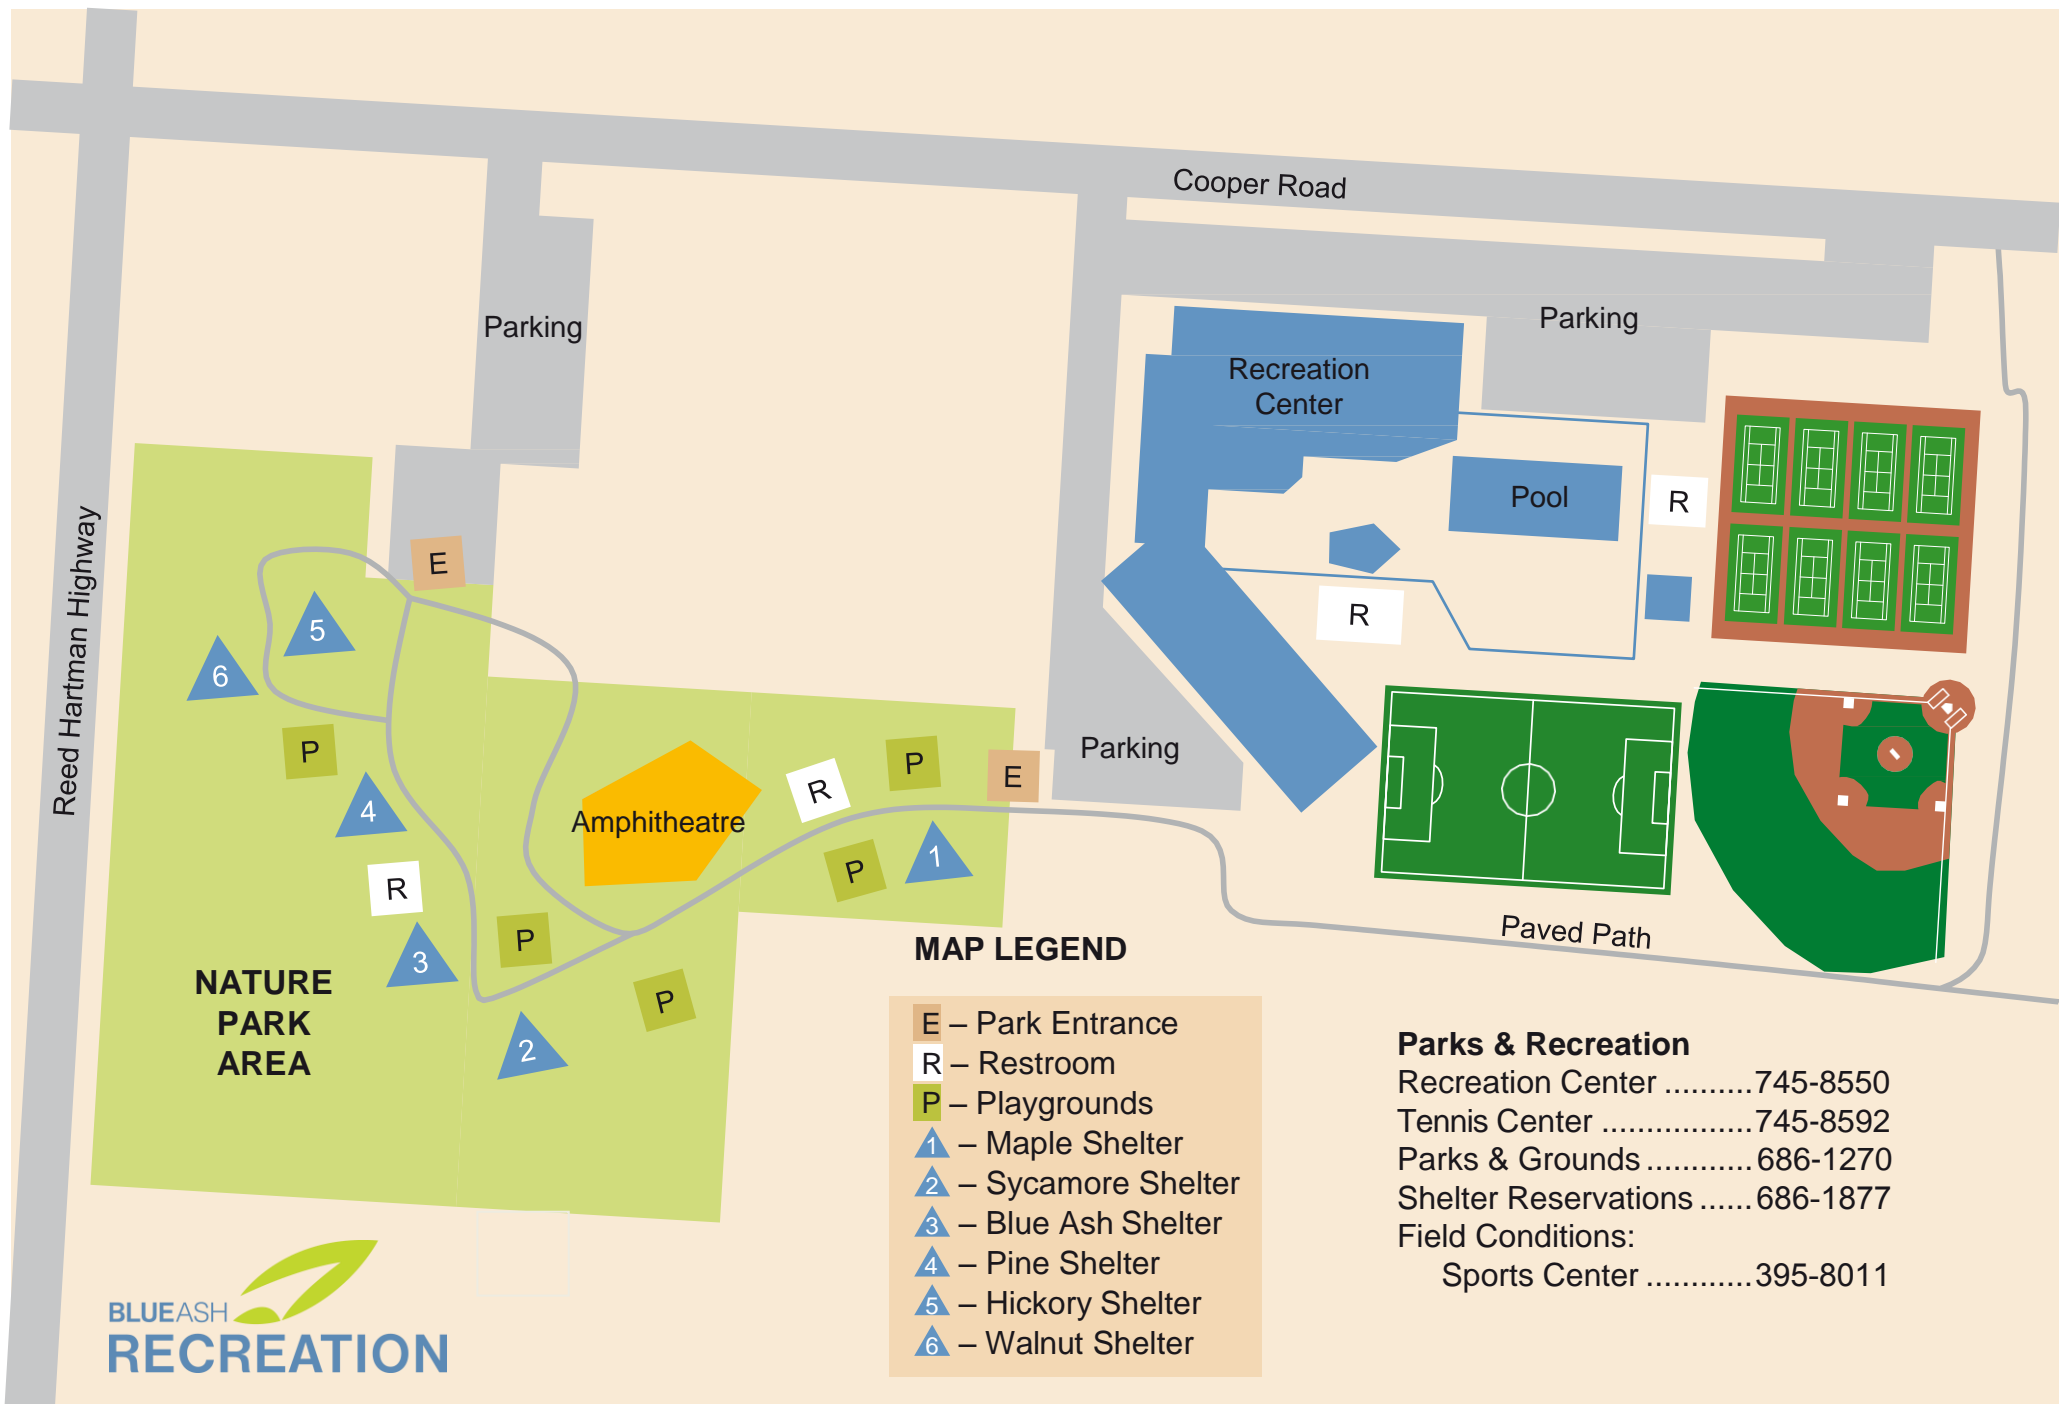 Cooper Road
Parking
Parking
Recreation
Center
Pool
R
R
E
Reed Hartman Highway
5
6
P
4
R
3
P
2
P
Amphitheatre
R
P
E
P
1
Parking
Paved Path
NATURE
PARK
AREA
MAP LEGEND
E – Park Entrance
R – Restroom
P – Playgrounds
1 – Maple Shelter
2 – Sycamore Shelter
3 – Blue Ash Shelter
4 – Pine Shelter
5 – Hickory Shelter
6 – Walnut Shelter
Parks & Recreation
Recreation Center ..........745-8550
Tennis Center .................745-8592
Parks & Grounds ............686-1270
Shelter Reservations ......686-1877
Field Conditions:
Sports Center ............395-8011
BLUEASH
RECREATION